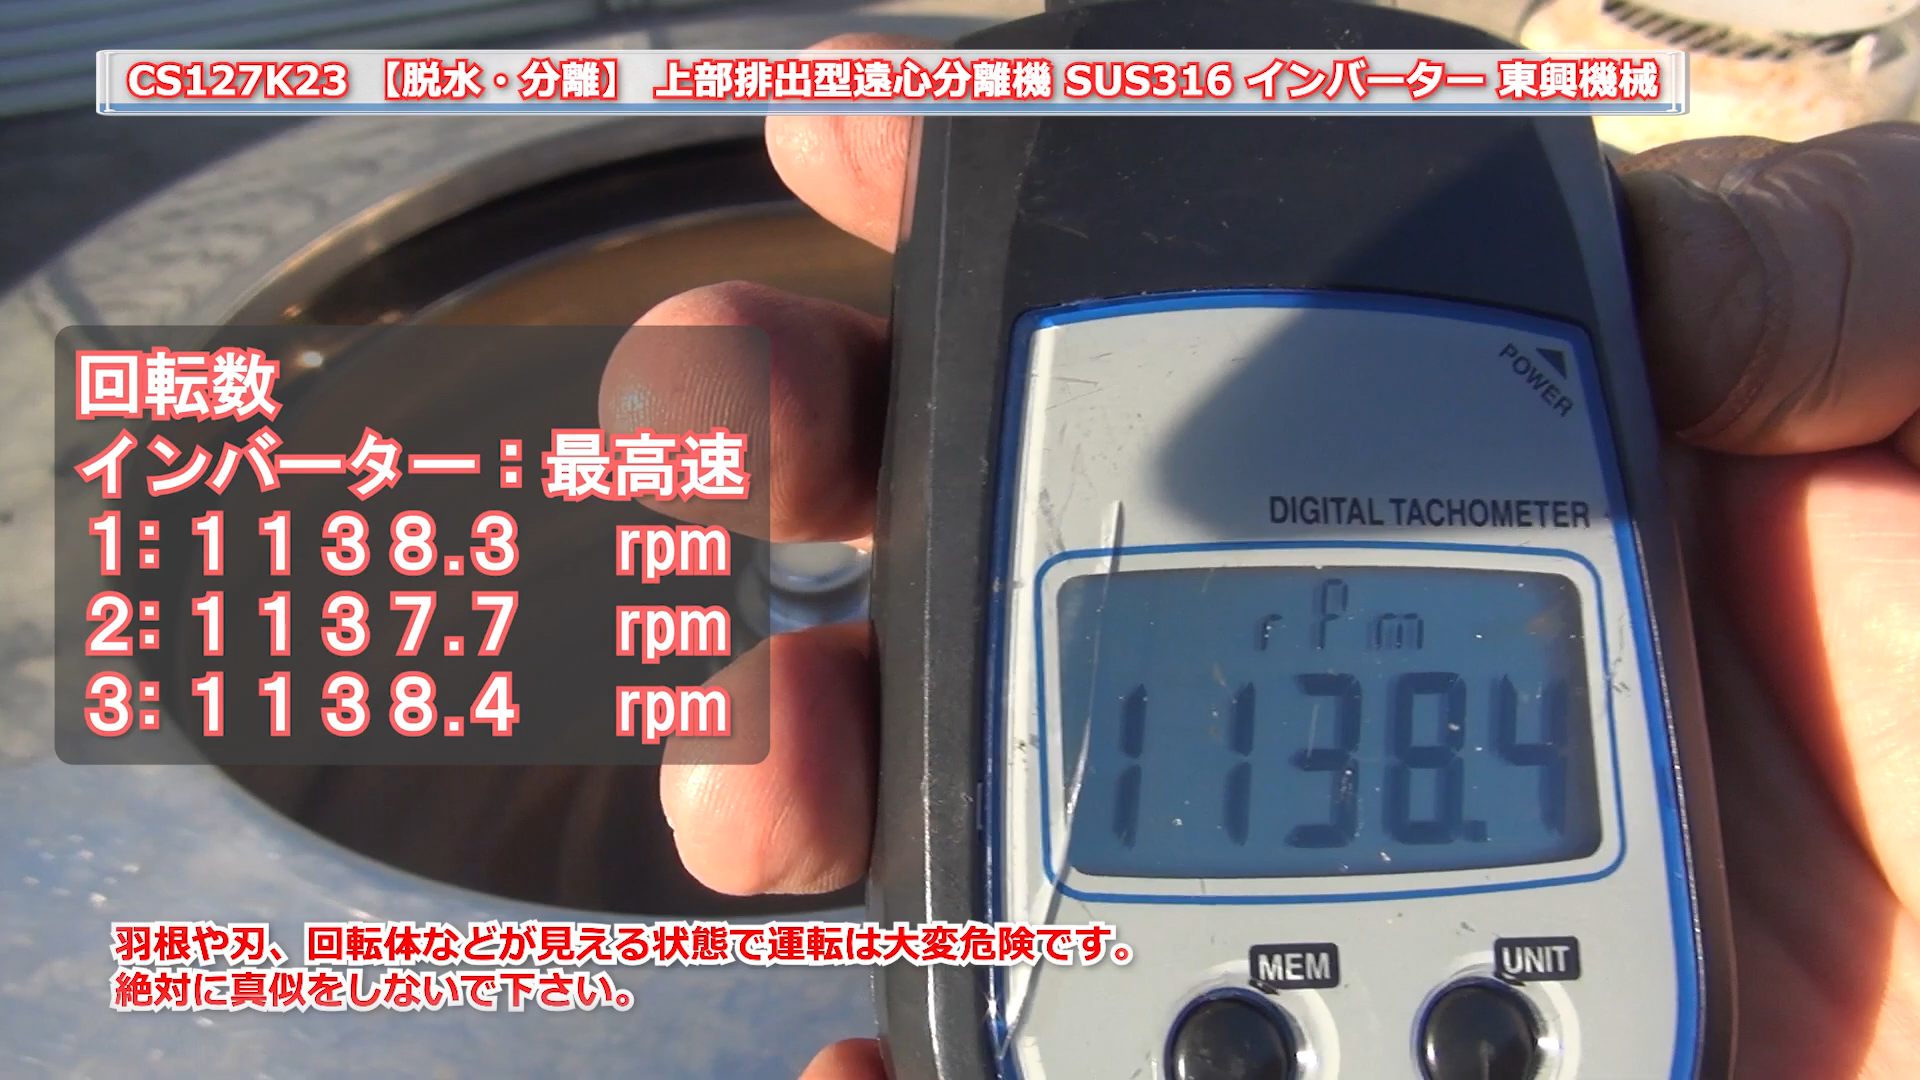 CS127K23 【脱水・分離】 上部排出型遠心分離機 SUS316 インバーター 東興機械
回転数
インバーター：最高速
1：１１３８.３ rpm
2：１１３７.７ rpm
3：１１３８.４ rpm
POWER
DIGITAL TACHOMETER
rpm
1138.4
MEM
UNIT
羽根や刃、回転体などが見える状態で運転は大変危険です。
絶対に真似をしないで下さい。